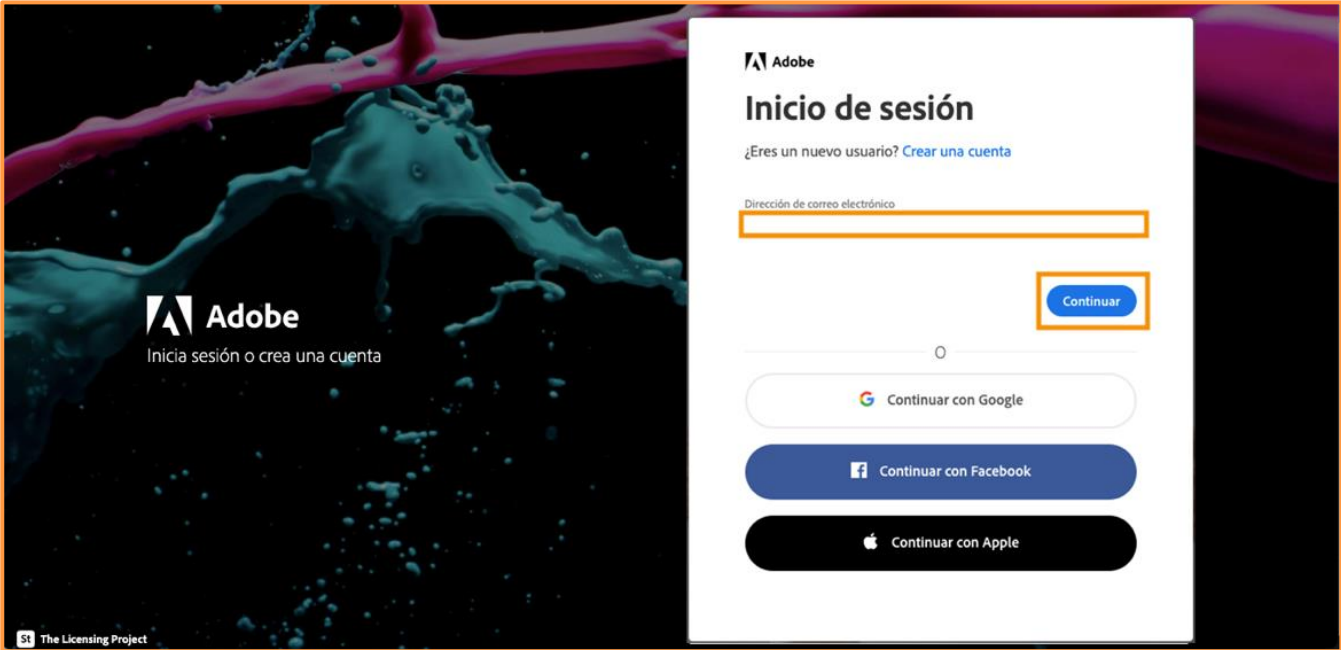 Adobe
Inicia sesión o crea una cuenta
St The Licensing Project
Adobe
Inicio de sesión
¿Eres un nuevo usuario? Crear una cuenta
Dirección de correo electrónico
Continuar
O
Continuar con Google
Continuar con Facebook
Continuar con Apple